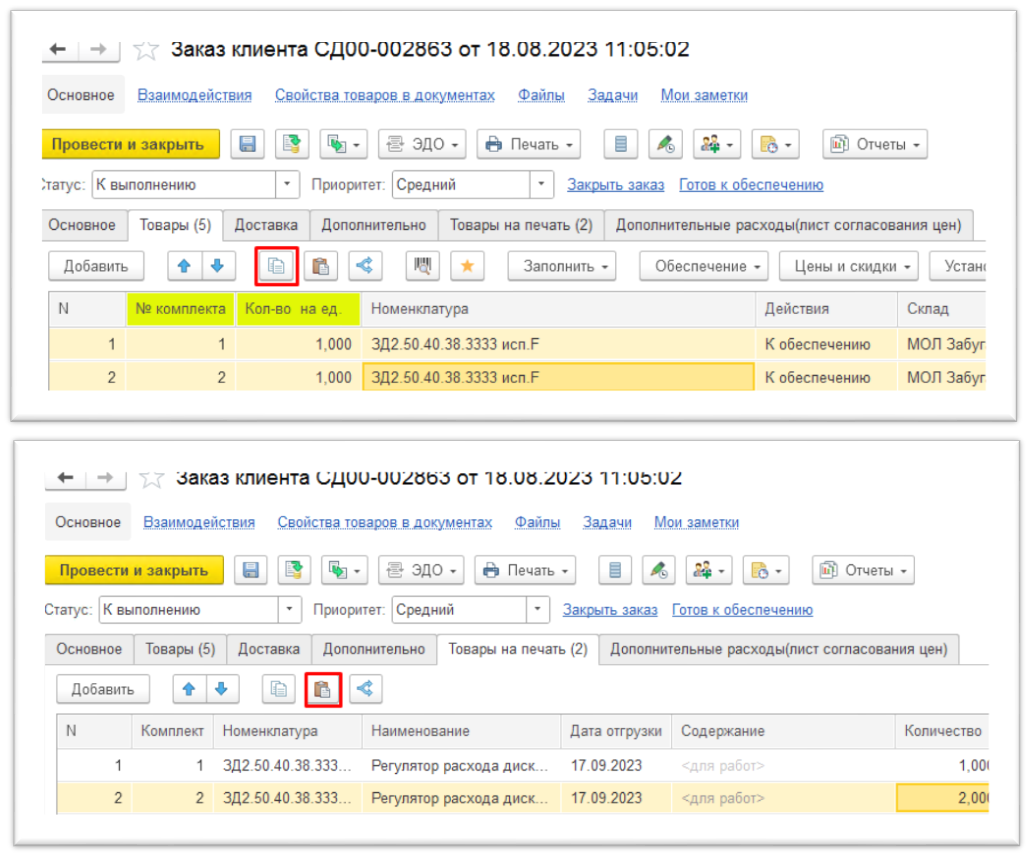 Заказ клиента СД00-002863 от 18.08.2023 11:05:02
Основное Взаимодействия Свойства товаров в документах Файлы Задачи Мои заметки
Провести и закрыть ЭДО Печать Отчеты
Статус: К выполнению Приоритет: Средний Закрыть заказ Готов к обеспечению
Основное Товары (5) Доставка Дополнительно Товары на печать (2) Дополнительные расходы(лист согласования цен)
Добавить Заполнить Обеспечение Цены и скидки Устан
N № комплекта Кол-во на ед. Номенклатура Действия Склад
1 1 1,000 ЗД2.50.40.38.3333 исп.F К обеспечению МОЛ Забуг
2 2 1,000 ЗД2.50.40.38.3333 исп.F К обеспечению МОЛ Забуг
Заказ клиента СД00-002863 от 18.08.2023 11:05:02
Основное Взаимодействия Свойства товаров в документах Файлы Задачи Мои заметки
Провести и закрыть ЭДО Печать Отчеты
Статус: К выполнению Приоритет: Средний Закрыть заказ Готов к обеспечению
Основное Товары (5) Доставка Дополнительно Товары на печать (2) Дополнительные расходы(лист согласования цен)
Добавить
N Комплект Номенклатура Наименование Дата отгрузки Содержание Количество
1 1 ЗД2.50.40.38.333... Регулятор расхода диск... 17.09.2023 <для работ> 1,000
2 2 ЗД2.50.40.38.333... Регулятор расхода диск... 17.09.2023 <для работ> 2,000